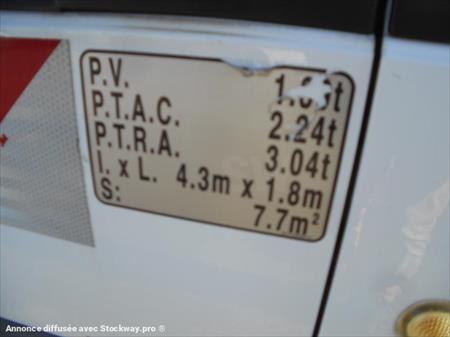 P.V.
P.T.A.C. 2.24t
P.T.R.A. 3.04t
l. x L. 4.3m x 1.8m
S: 7.7m²
Annonce diffusée avec Stockway.pro ®